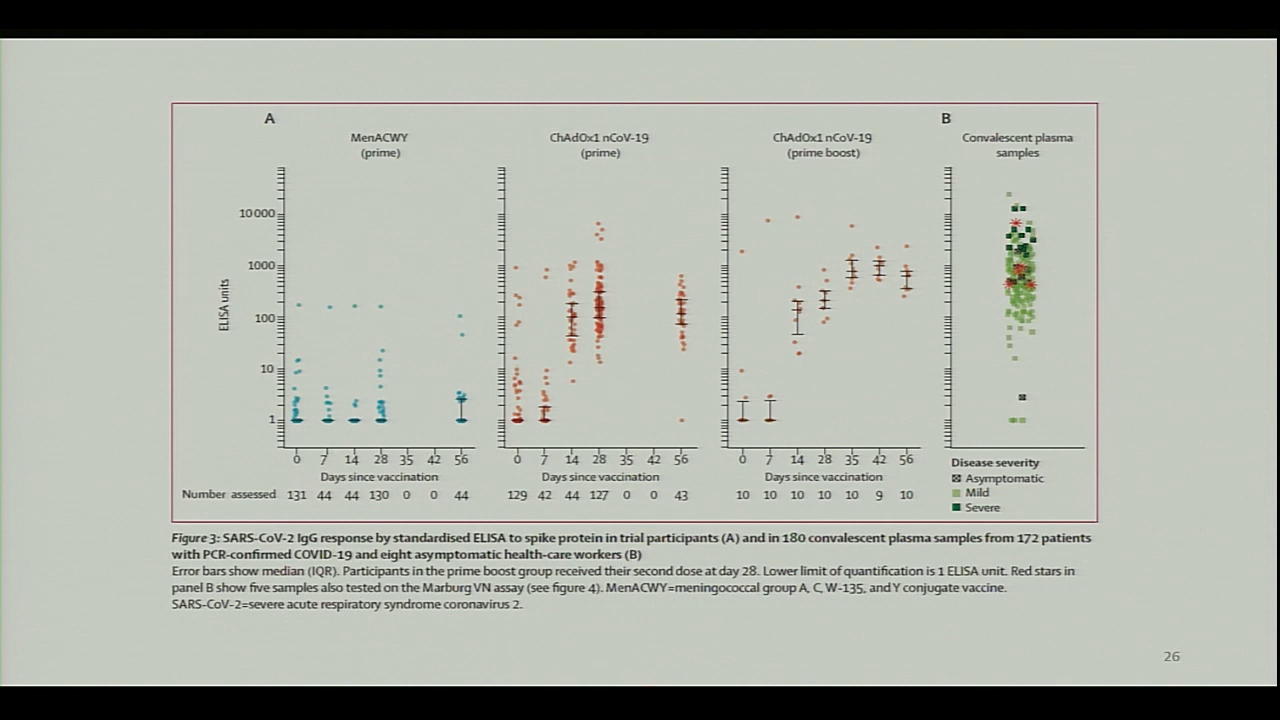 A
B
MenACWY
(prime)
ChAdOx1 nCoV-19
(prime)
ChAdOx1 nCoV-19
(prime boost)
Convalescent plasma
samples
ELISA units
10 000
1000
100
10
1
0 7 14 28 35 42 56
0 7 14 28 35 42 56
0 7 14 28 35 42 56
Days since vaccination
Days since vaccination
Days since vaccination
Number assessed 131 44 44 130 0 0 44
129 42 44 127 0 0 43
10 10 10 10 10 9 10
Disease severity
Asymptomatic
Mild
Severe
Figure 3: SARS-CoV-2 IgG response by standardised ELISA to spike protein in trial participants (A) and in 180 convalescent plasma samples from 172 patients
with PCR-confirmed COVID-19 and eight asymptomatic health-care workers (B)
Error bars show median (IQR). Participants in the prime boost group received their second dose at day 28. Lower limit of quantification is 1 ELISA unit. Red stars in
panel B show five samples also tested on the Marburg VN assay (see figure 4). MenACWY=meningococcal group A, C, W-135, and Y conjugate vaccine.
SARS-CoV-2=severe acute respiratory syndrome coronavirus 2.
26